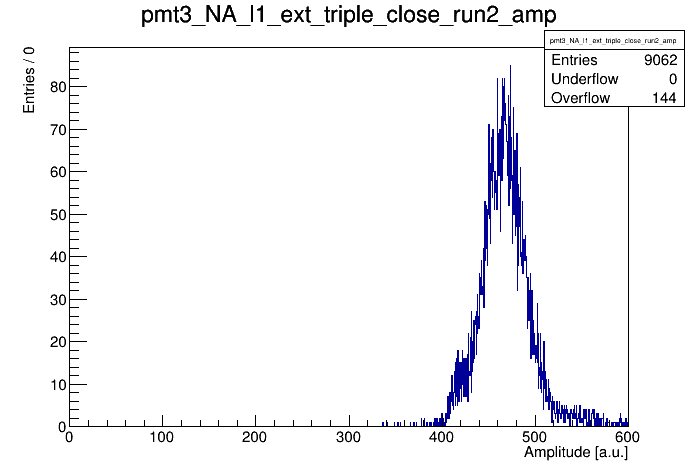 pmt3_NA_l1_ext_triple_close_run2_amp
pmt3_NA_l1_ext_triple_close_run2_amp
Entries 9062
Underflow 0
Overflow 144
Entries / 0
80
70
60
50
40
30
20
10
0
0 100 200 300 400 500 600
Amplitude [a.u.]